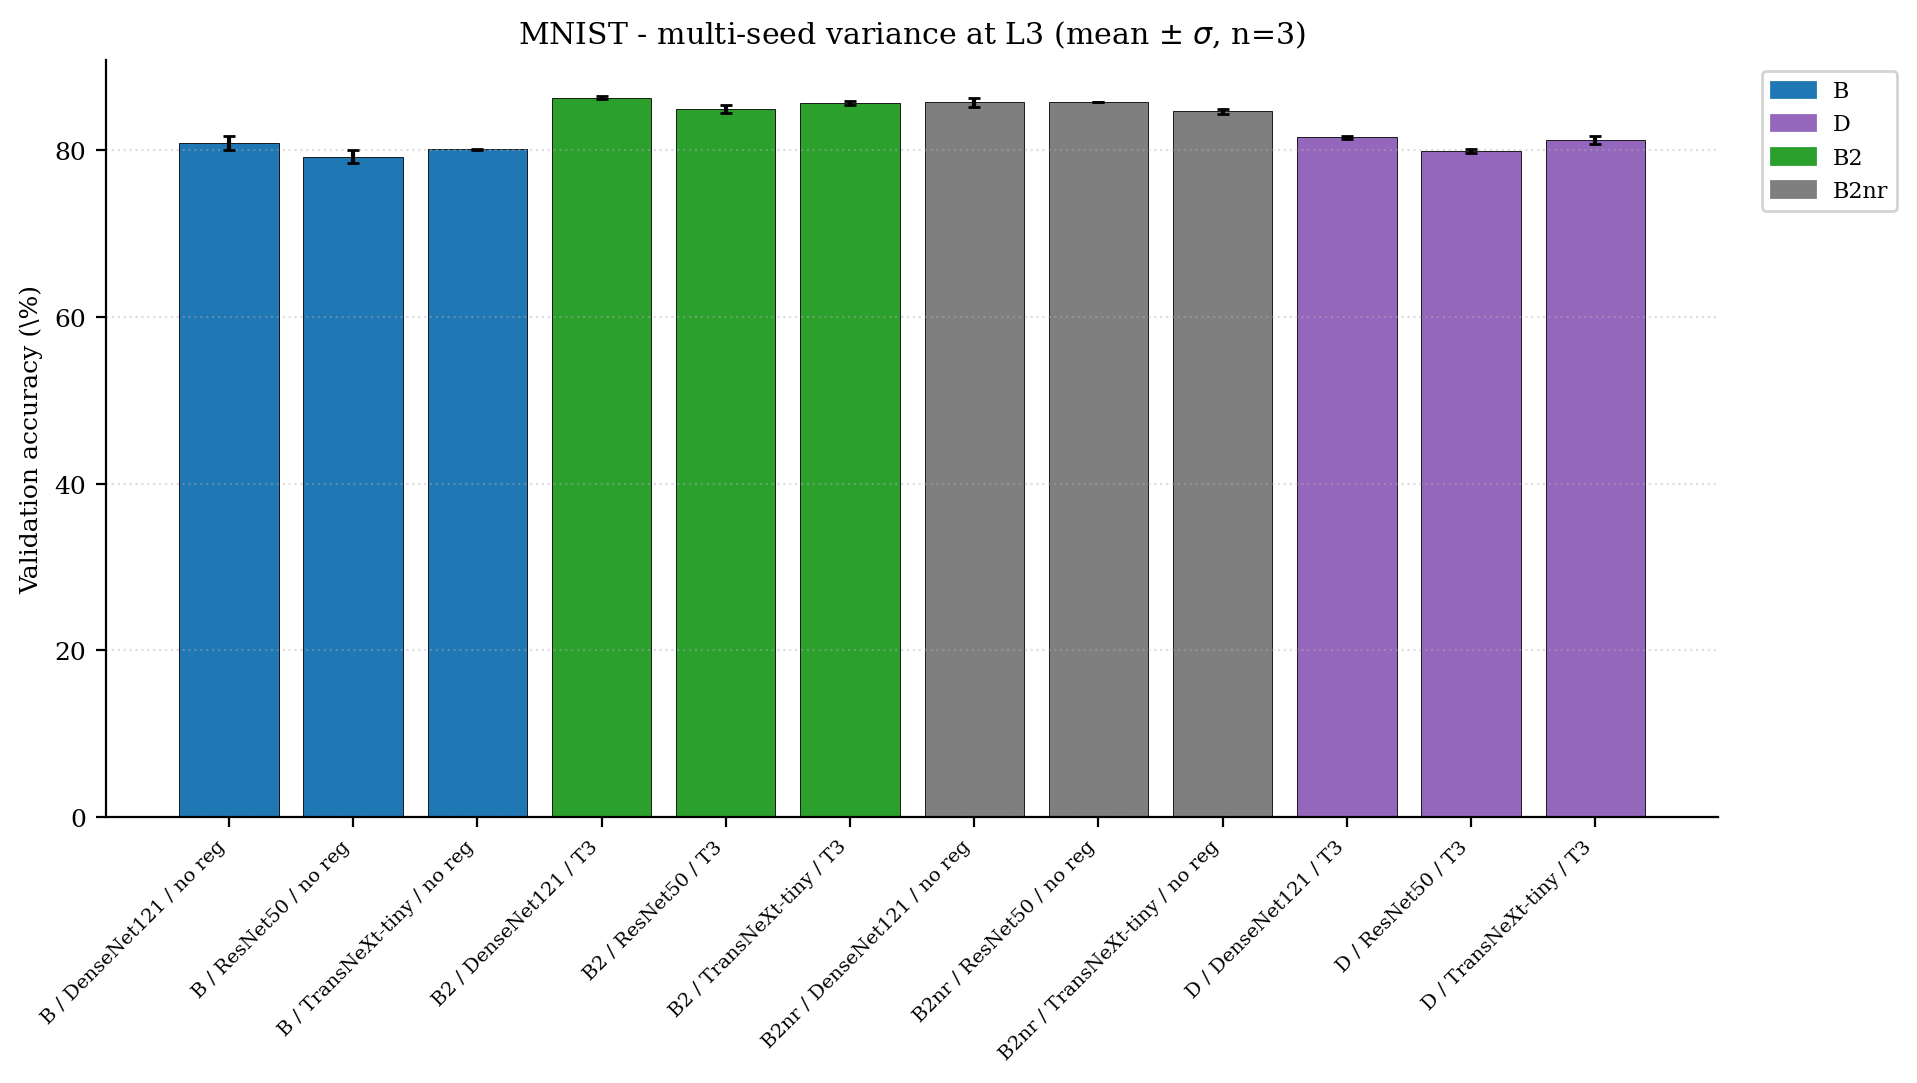 MNIST - multi-seed variance at L3 (mean ± σ, n=3)
Validation accuracy (\%)
80
60
40
20
0
B / DenseNet121 / no reg
B / ResNet50 / no reg
B / TransNeXt-tiny / no reg
B2 / DenseNet121 / T3
B2 / ResNet50 / T3
B2 / TransNeXt-tiny / T3
B2nr / DenseNet121 / no reg
B2nr / ResNet50 / no reg
B2nr / TransNeXt-tiny / no reg
D / DenseNet121 / T3
D / ResNet50 / T3
D / TransNeXt-tiny / T3
B
D
B2
B2nr